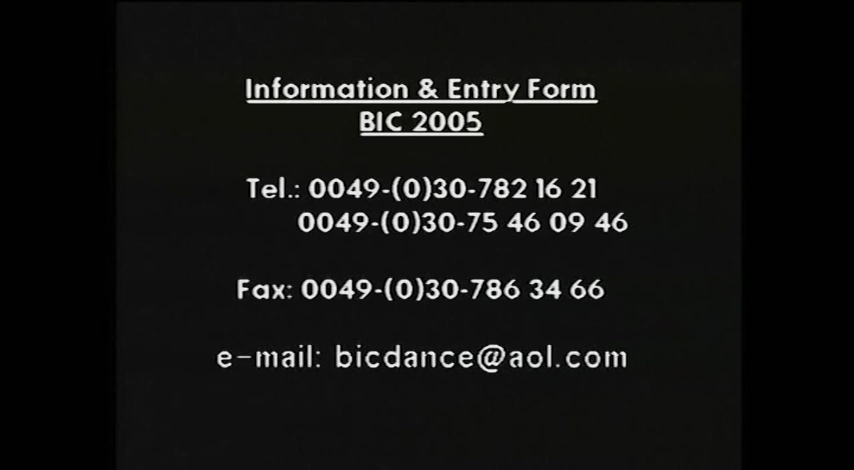 Information & Entry Form
BIC 2005
Tel.: 0049-(0)30-782 16 21
0049-(0)30-75 46 09 46
Fax: 0049-(0)30-786 34 66
e-mail: bicdance@aol.com